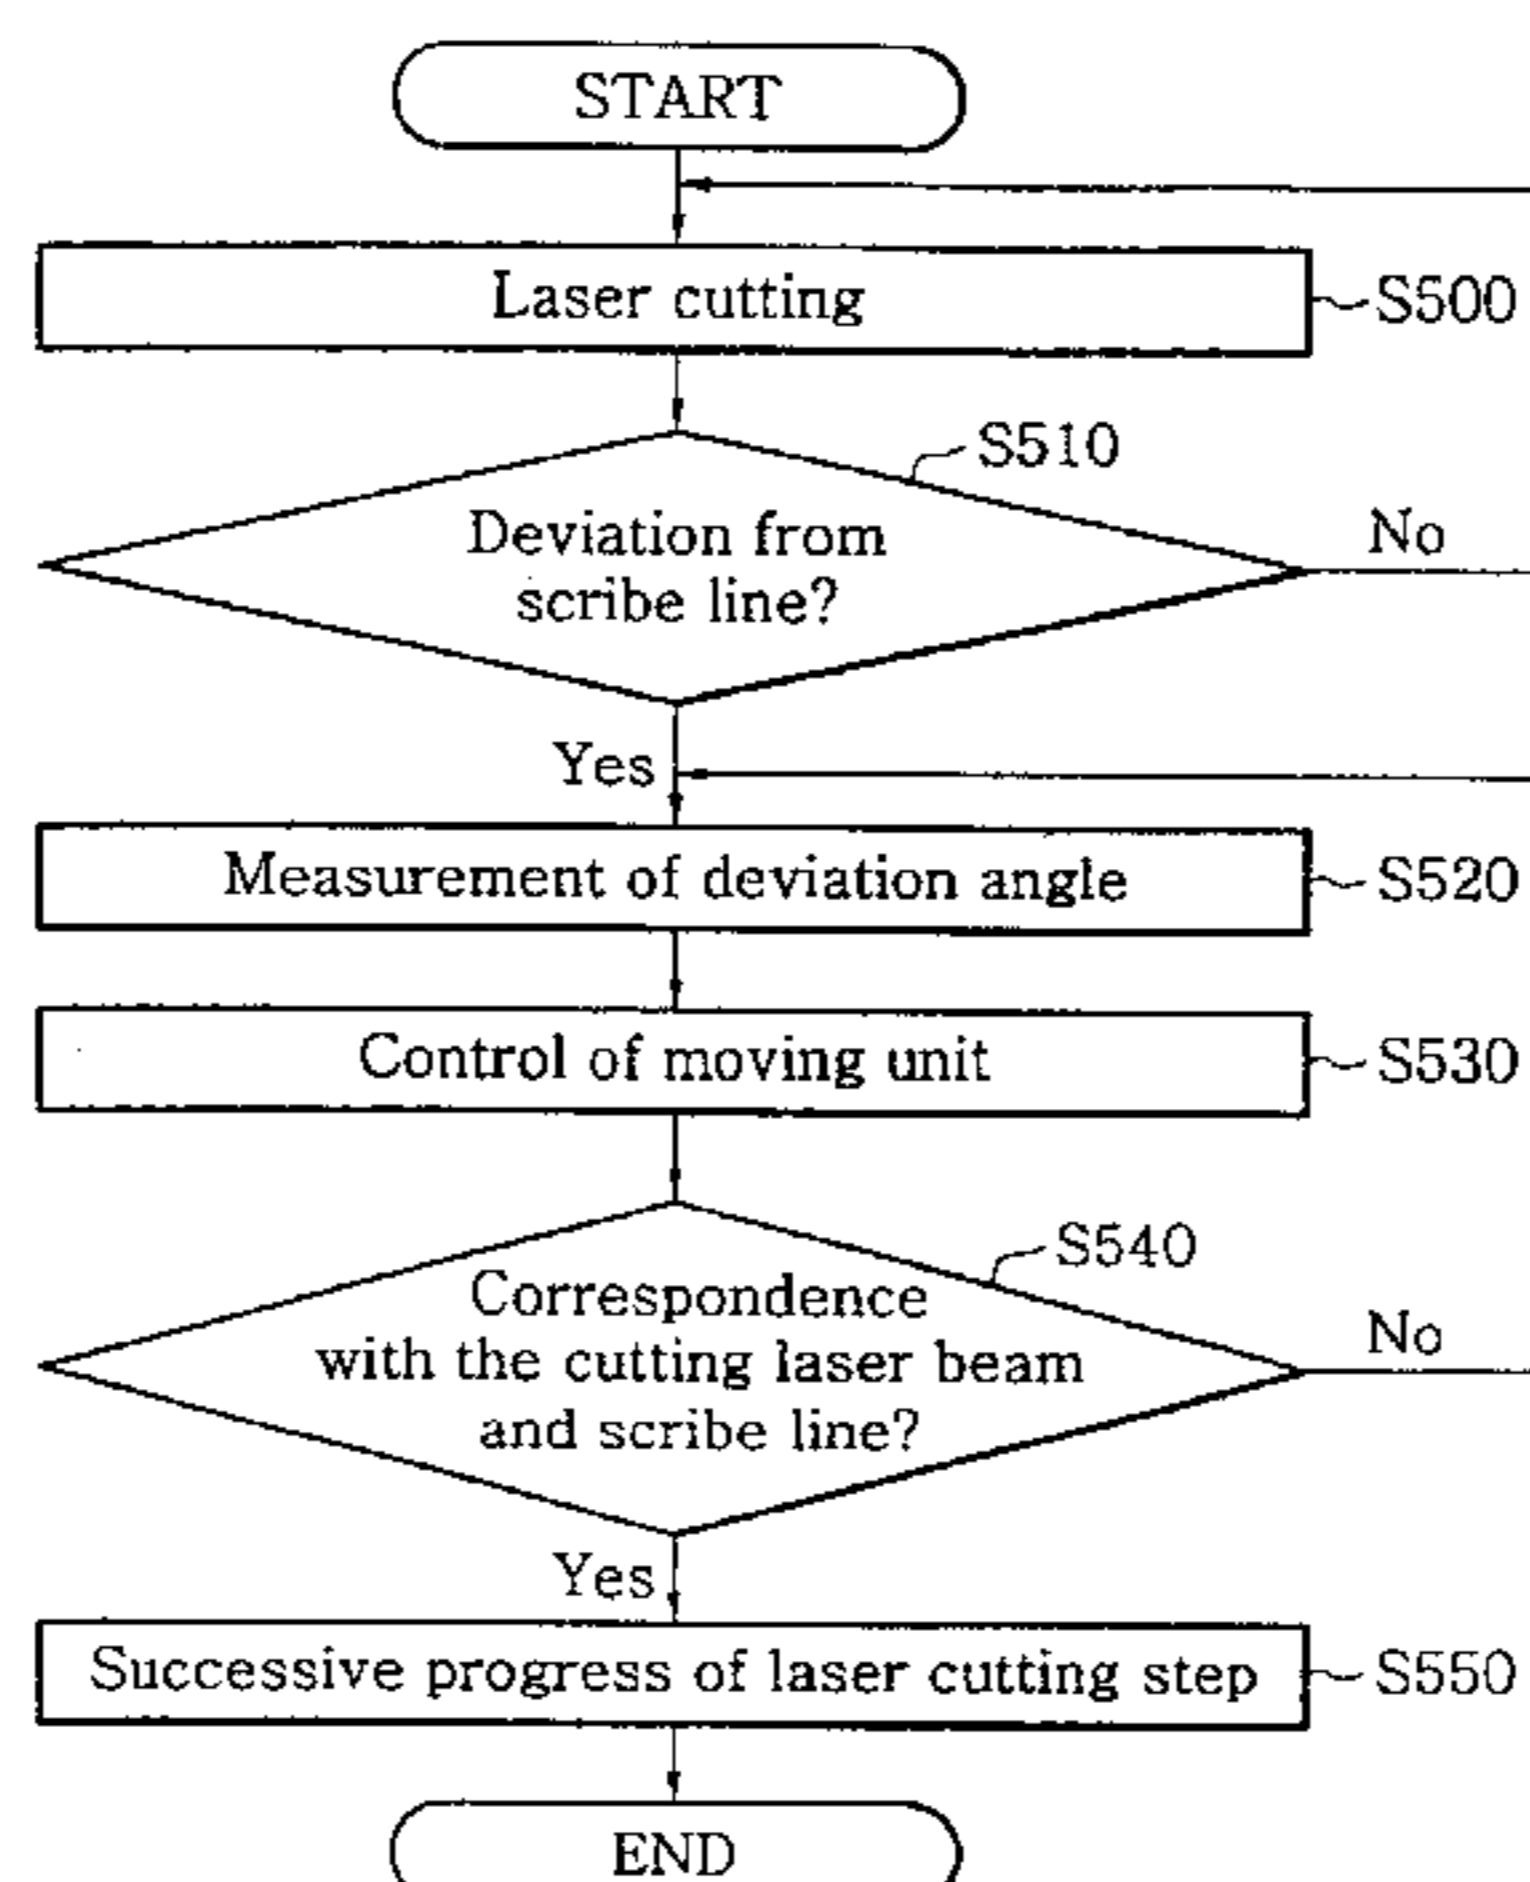 START
Laser cutting
S500
S510
Deviation from
scribe line?
No
Yes
Measurement of deviation angle
S520
Control of moving unit
S530
S540
Correspondence
with the cutting laser beam
and scribe line?
No
Yes
Successive progress of laser cutting step
S550
END